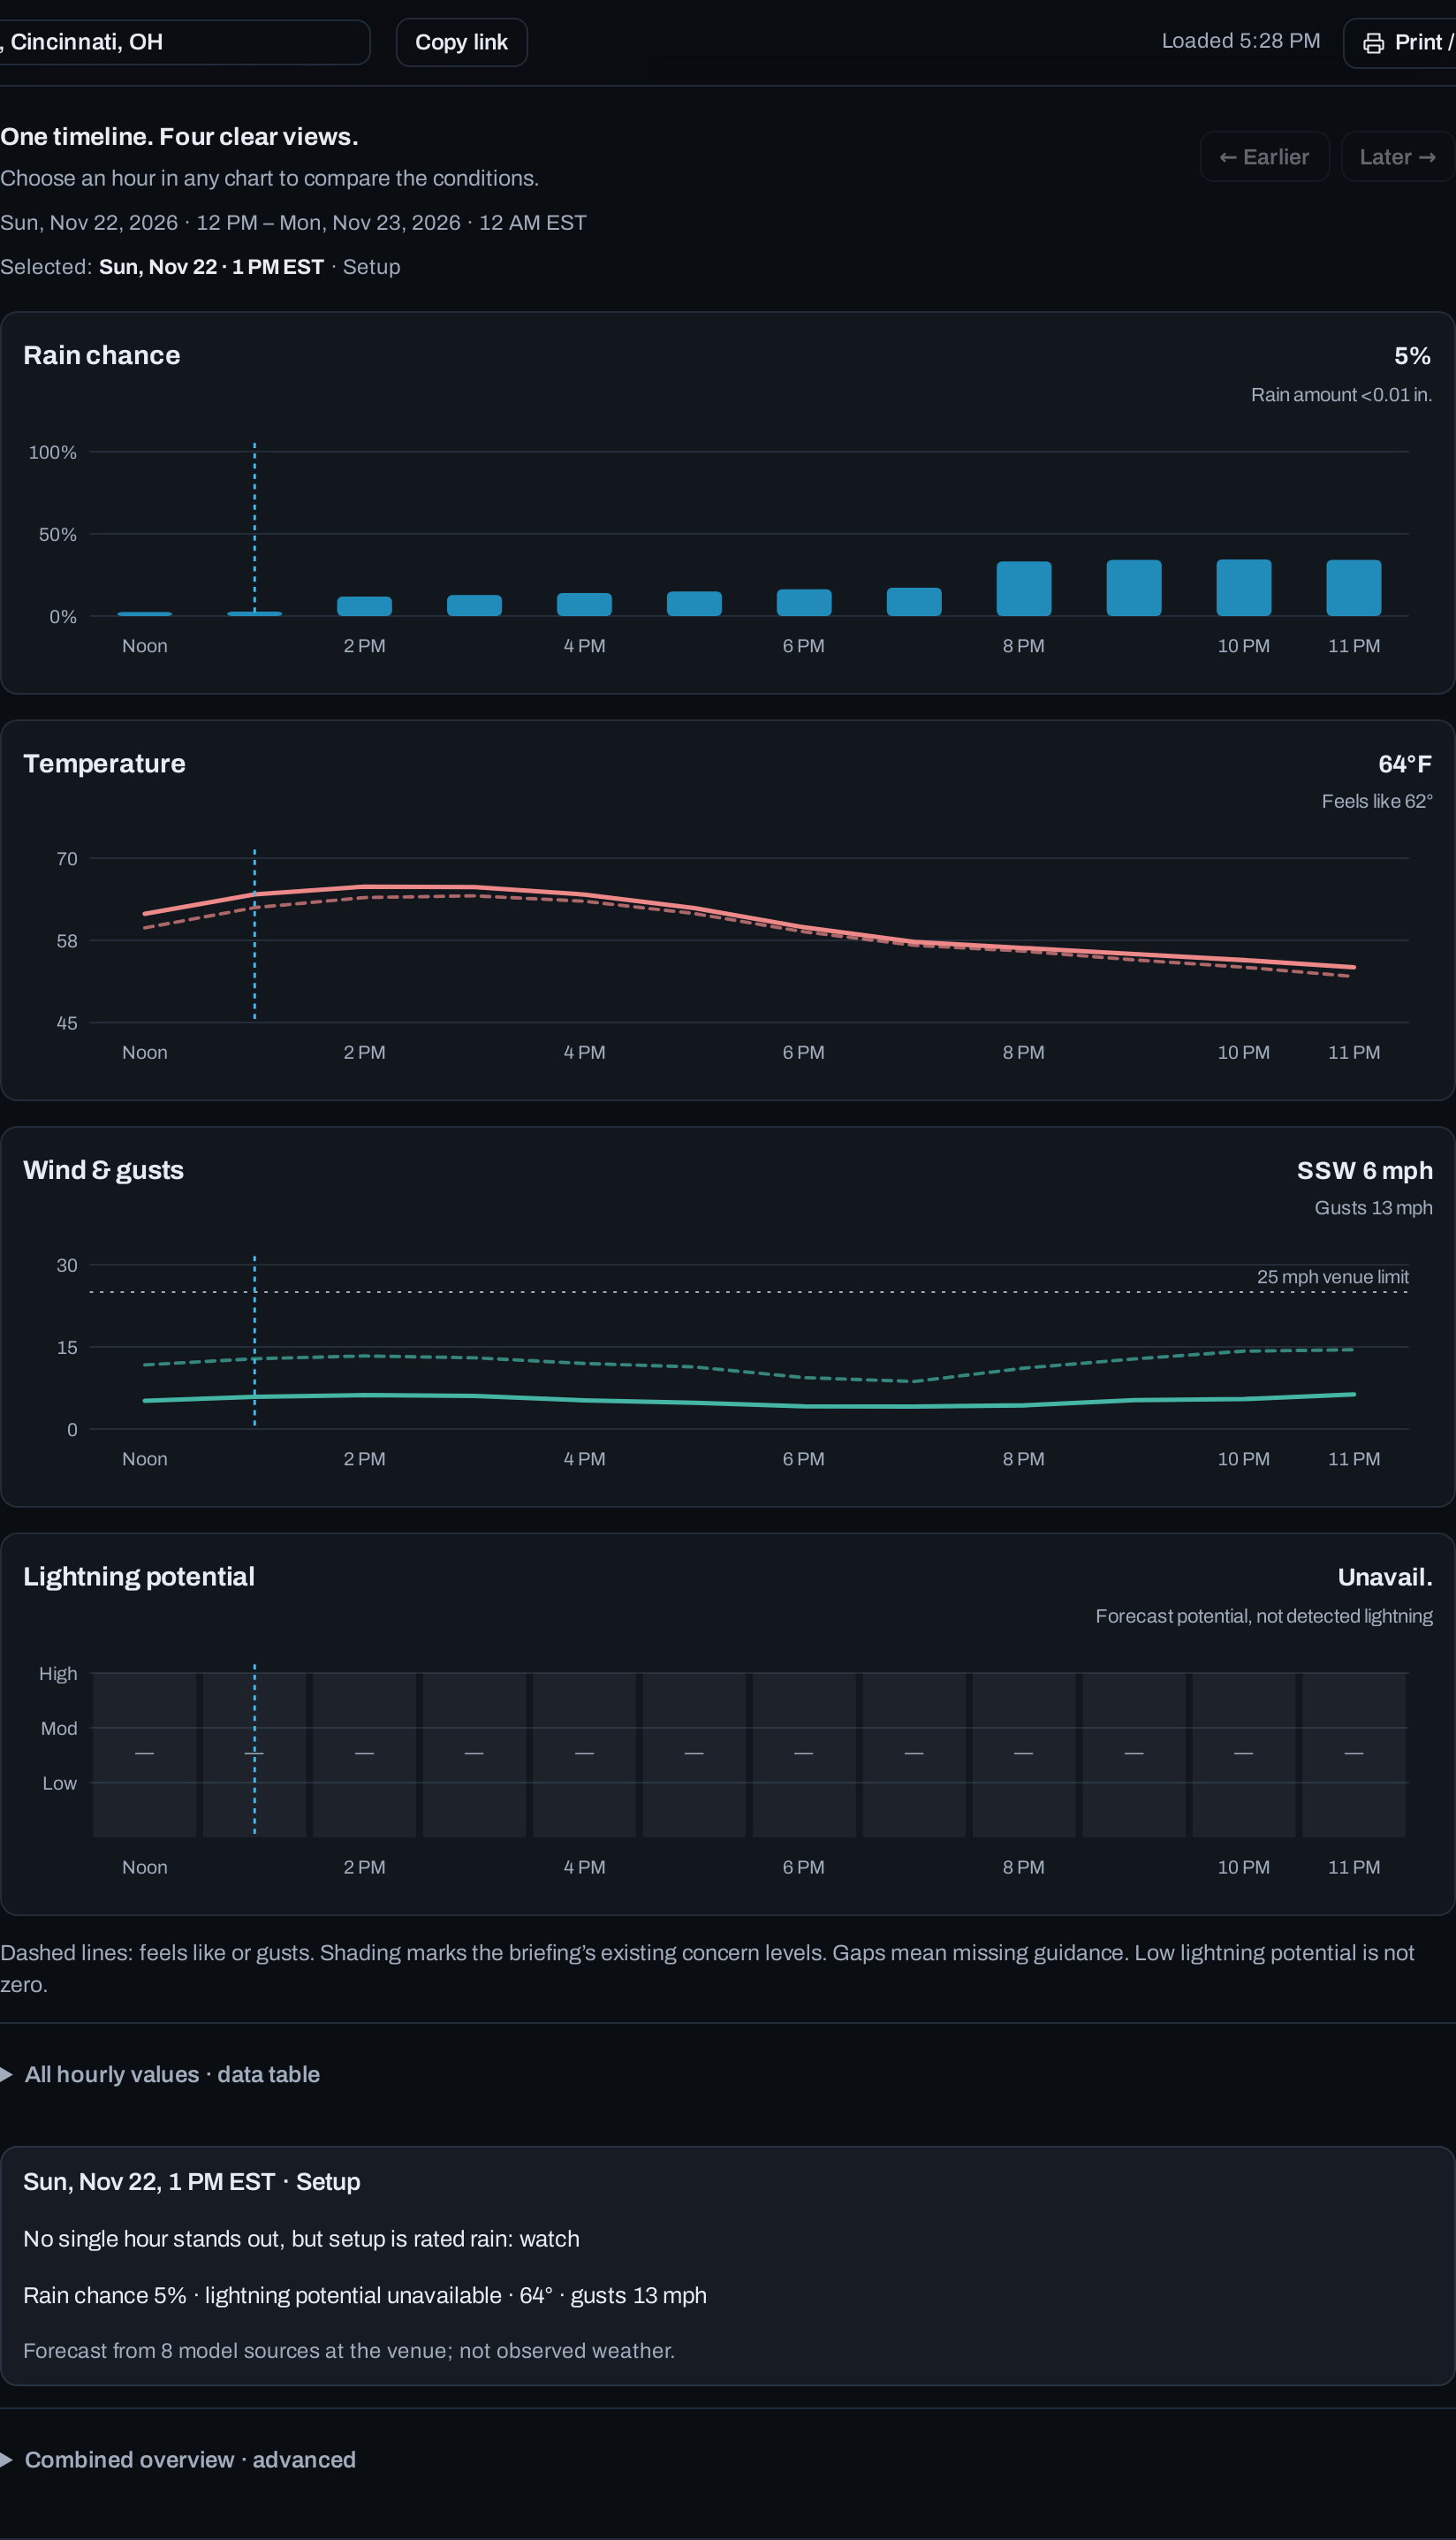 , Cincinnati, OH
Copy link
Loaded 5:28 PM
Print /
One timeline. Four clear views.
Choose an hour in any chart to compare the conditions.
← Earlier
Later →
Sun, Nov 22, 2026 · 12 PM – Mon, Nov 23, 2026 · 12 AM EST
Selected: Sun, Nov 22 · 1 PM EST · Setup
Rain chance
5%
Rain amount <0.01 in.
100%
50%
0%
Noon 2 PM 4 PM 6 PM 8 PM 10 PM 11 PM
Temperature
64°F
Feels like 62°
70
58
45
Noon 2 PM 4 PM 6 PM 8 PM 10 PM 11 PM
Wind & gusts
SSW 6 mph
Gusts 13 mph
30
25 mph venue limit
15
0
Noon 2 PM 4 PM 6 PM 8 PM 10 PM 11 PM
Lightning potential
Unavail.
Forecast potential, not detected lightning
High
Mod
— — — — — — — — — — — —
Low
Noon 2 PM 4 PM 6 PM 8 PM 10 PM 11 PM
Dashed lines: feels like or gusts. Shading marks the briefing’s existing concern levels. Gaps mean missing guidance. Low lightning potential is not
zero.
All hourly values · data table
Sun, Nov 22, 1 PM EST · Setup
No single hour stands out, but setup is rated rain: watch
Rain chance 5% · lightning potential unavailable · 64° · gusts 13 mph
Forecast from 8 model sources at the venue; not observed weather.
Combined overview · advanced